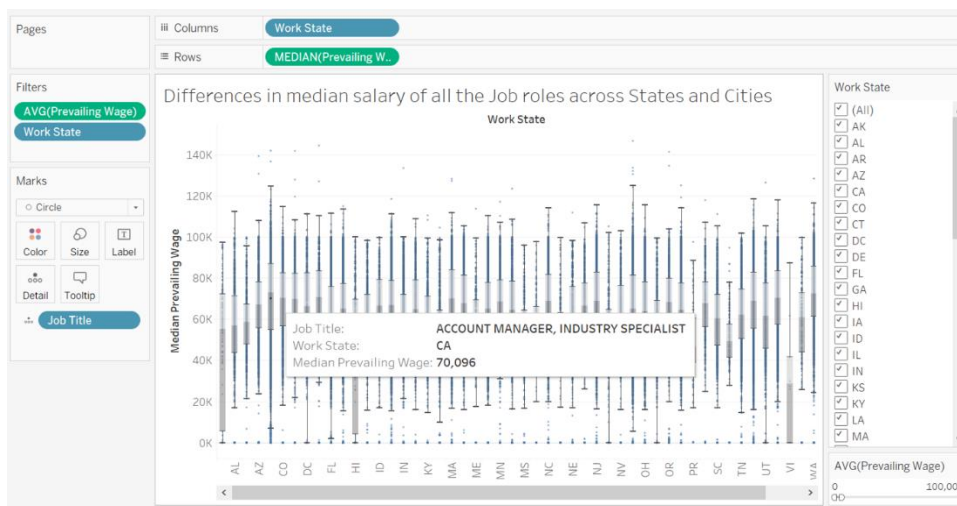 Pages
iii Columns
Work State
Rows
MEDIAN(Prevailing W..
Filters
AVG(Prevailing Wage)
Work State
Marks
Circle
Color
Size
Label
Detail
Tooltip
Job Title
Differences in median salary of all the Job roles across States and Cities
Work State
Median Prevailing Wage
140K
120K
100K
80K
60K
40K
20K
0K
Job Title: ACCOUNT MANAGER, INDUSTRY SPECIALIST
Work State: CA
Median Prevailing Wage: 70,096
AL AZ CO DC FL HI ID IN KY MA ME MN MS NC NE NJ NV OH OR PR SC TN UT VI WA
Work State
(All)
AK
AL
AR
AZ
CA
CO
CT
DC
DE
FL
GA
HI
IA
ID
IL
IN
KS
KY
LA
MA
AVG(Prevailing Wage)
0 100,00